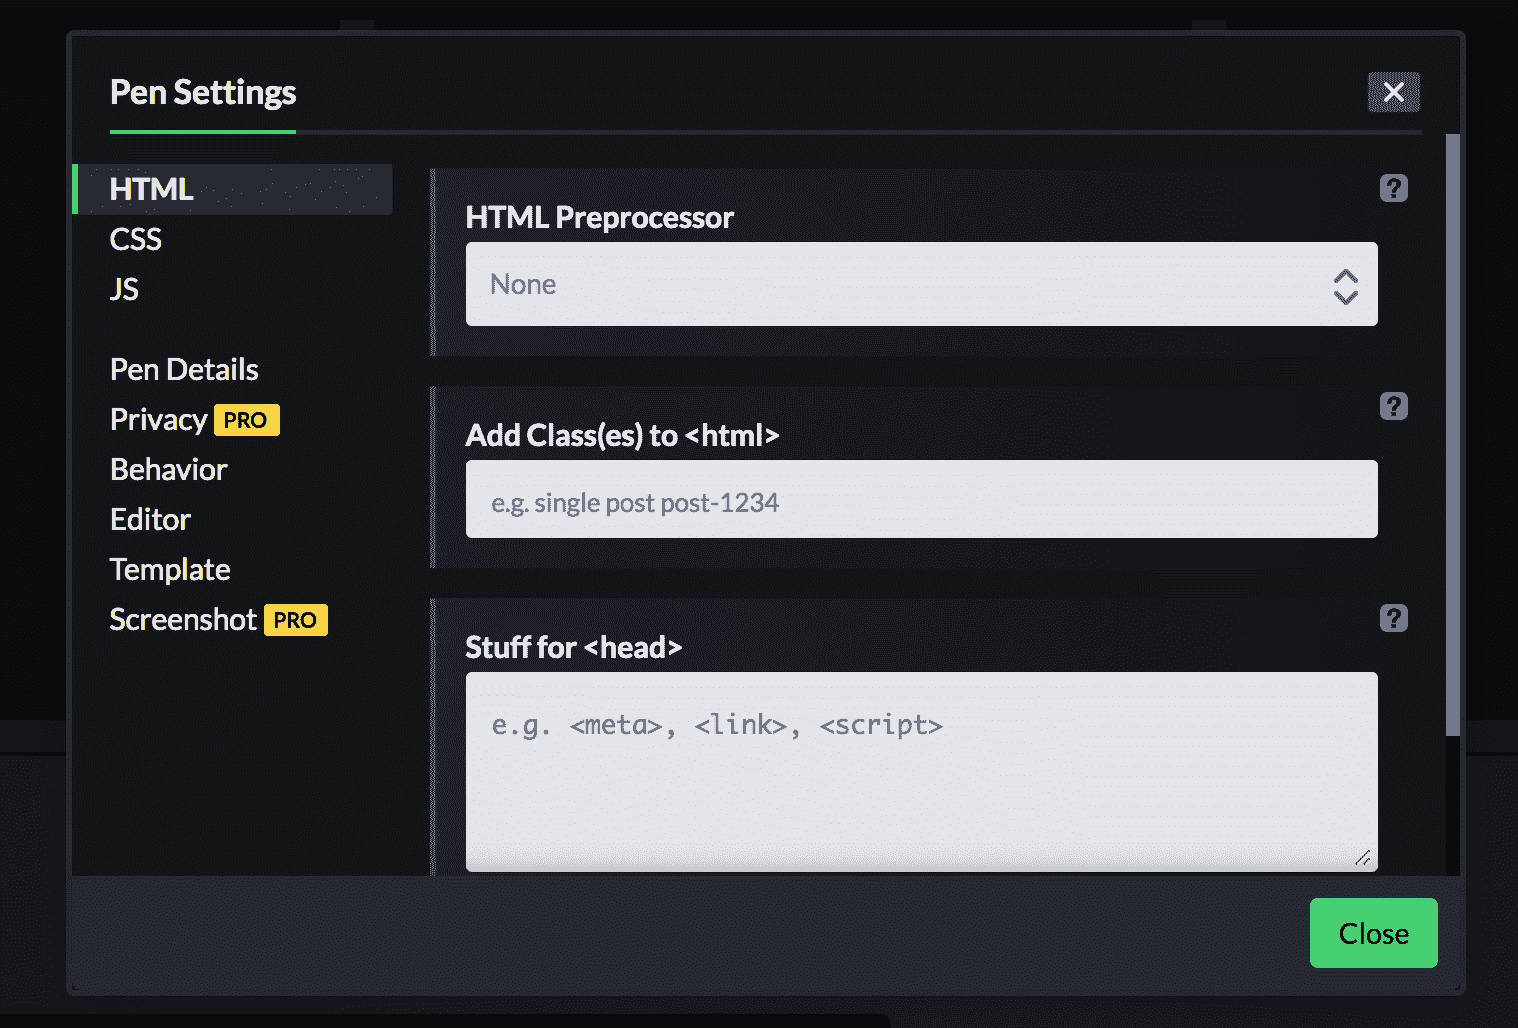 Pen Settings
HTML
CSS
JS
Pen Details
Privacy PRO
Behavior
Editor
Template
Screenshot PRO
?
HTML Preprocessor
None
?
Add Class(es) to <html>
e.g. single post post-1234
?
Stuff for <head>
e.g. <meta>, <link>, <script>
Close